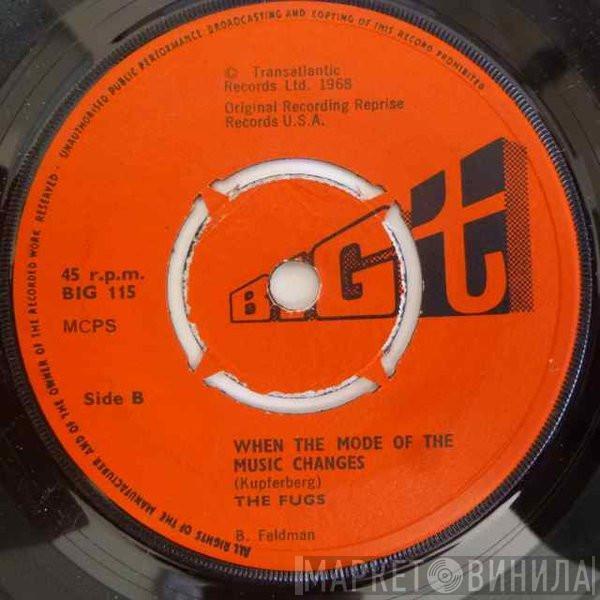 ALL RIGHTS OF THE MANUFACTURER AND OF THE OWNER OF THE RECORDED WORK RESERVED · UNAUTHORISED PUBLIC PERFORMANCE BROADCASTING AND COPYING OF THIS RECORD PROHIBITED
© Transatlantic
Records Ltd. 1968
Original Recording Reprise
Records U.S.A.
BIG t
45 r.p.m.
BIG 115
MCPS
Side B
WHEN THE MODE OF THE
MUSIC CHANGES
(Kupferberg)
THE FUGS
B. Feldman
МАРКЕТ ВИНИЛА